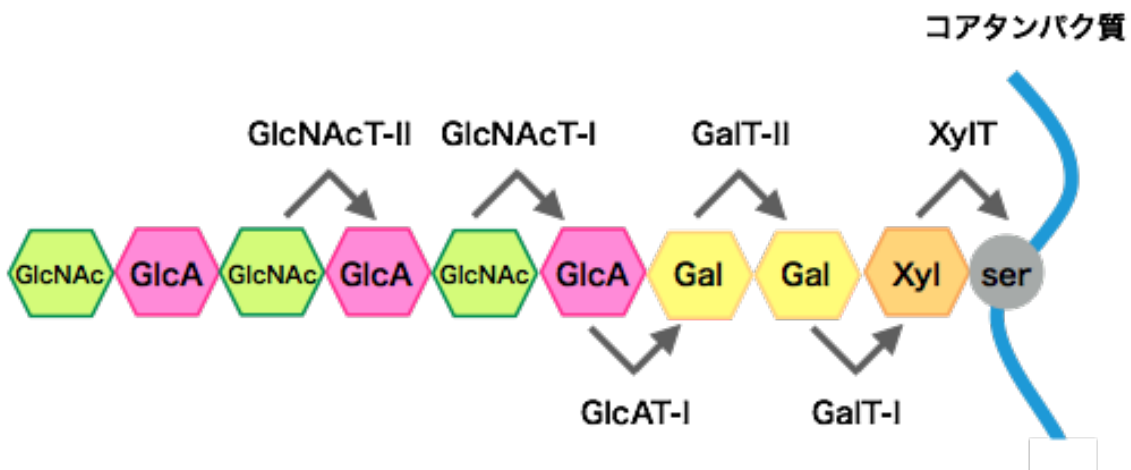 コアタンパク質
GlcNAcT-II GlcNAcT-I GalT-II XylT
GlcNAc GlcA GlcNAc GlcA GlcNAc GlcA Gal Gal Xyl ser
GlcAT-I GalT-I